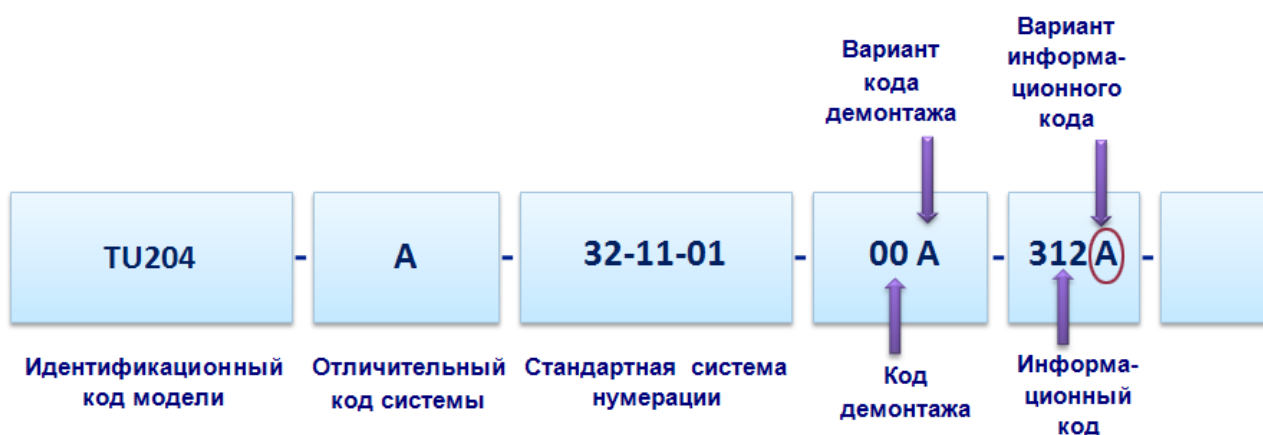 Вариант
кода
демонтажа
Вариант
информа-
ционного
кода
TU204 - A - 32-11-01 - 00 A - 312 A -
Идентификационный
код модели
Отличительный
код системы
Стандартная система
нумерации
Код
демонтажа
Информа-
ционный
код